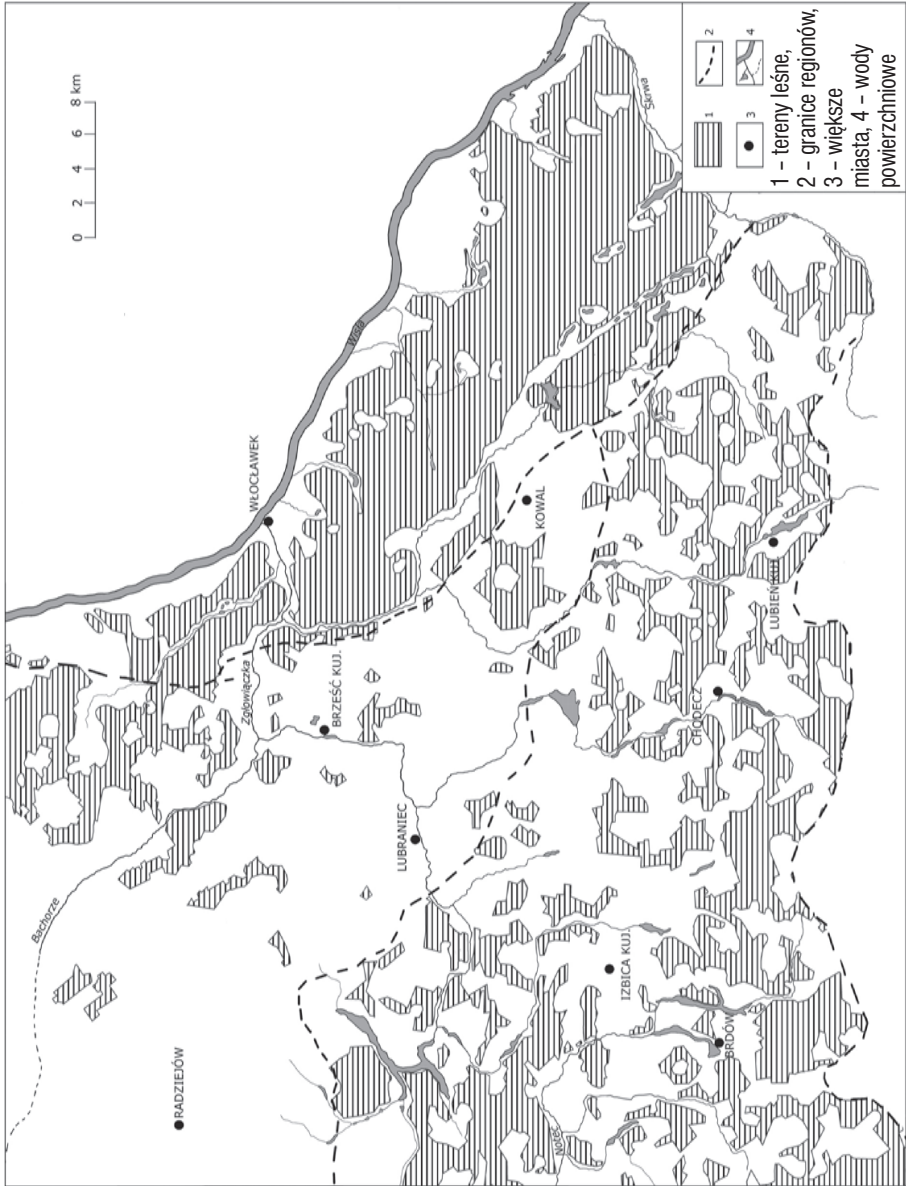 0 2 4 6 8 km
Skrwa
Wisła
WŁOCŁAWEK
KOWAL
Zgłowiączka
BRZEŚĆ KUJ.
LUBIEŃ KUJ.
CHODECZ
LUBRANIEC
Bachorze
IZBICA KUJ.
BRDÓW
RADZIEJÓW
Noteć
1
2
3
4
1 – tereny leśne,
2 – granice regionów,
3 – większe
miasta, 4 – wody
powierzchniowe